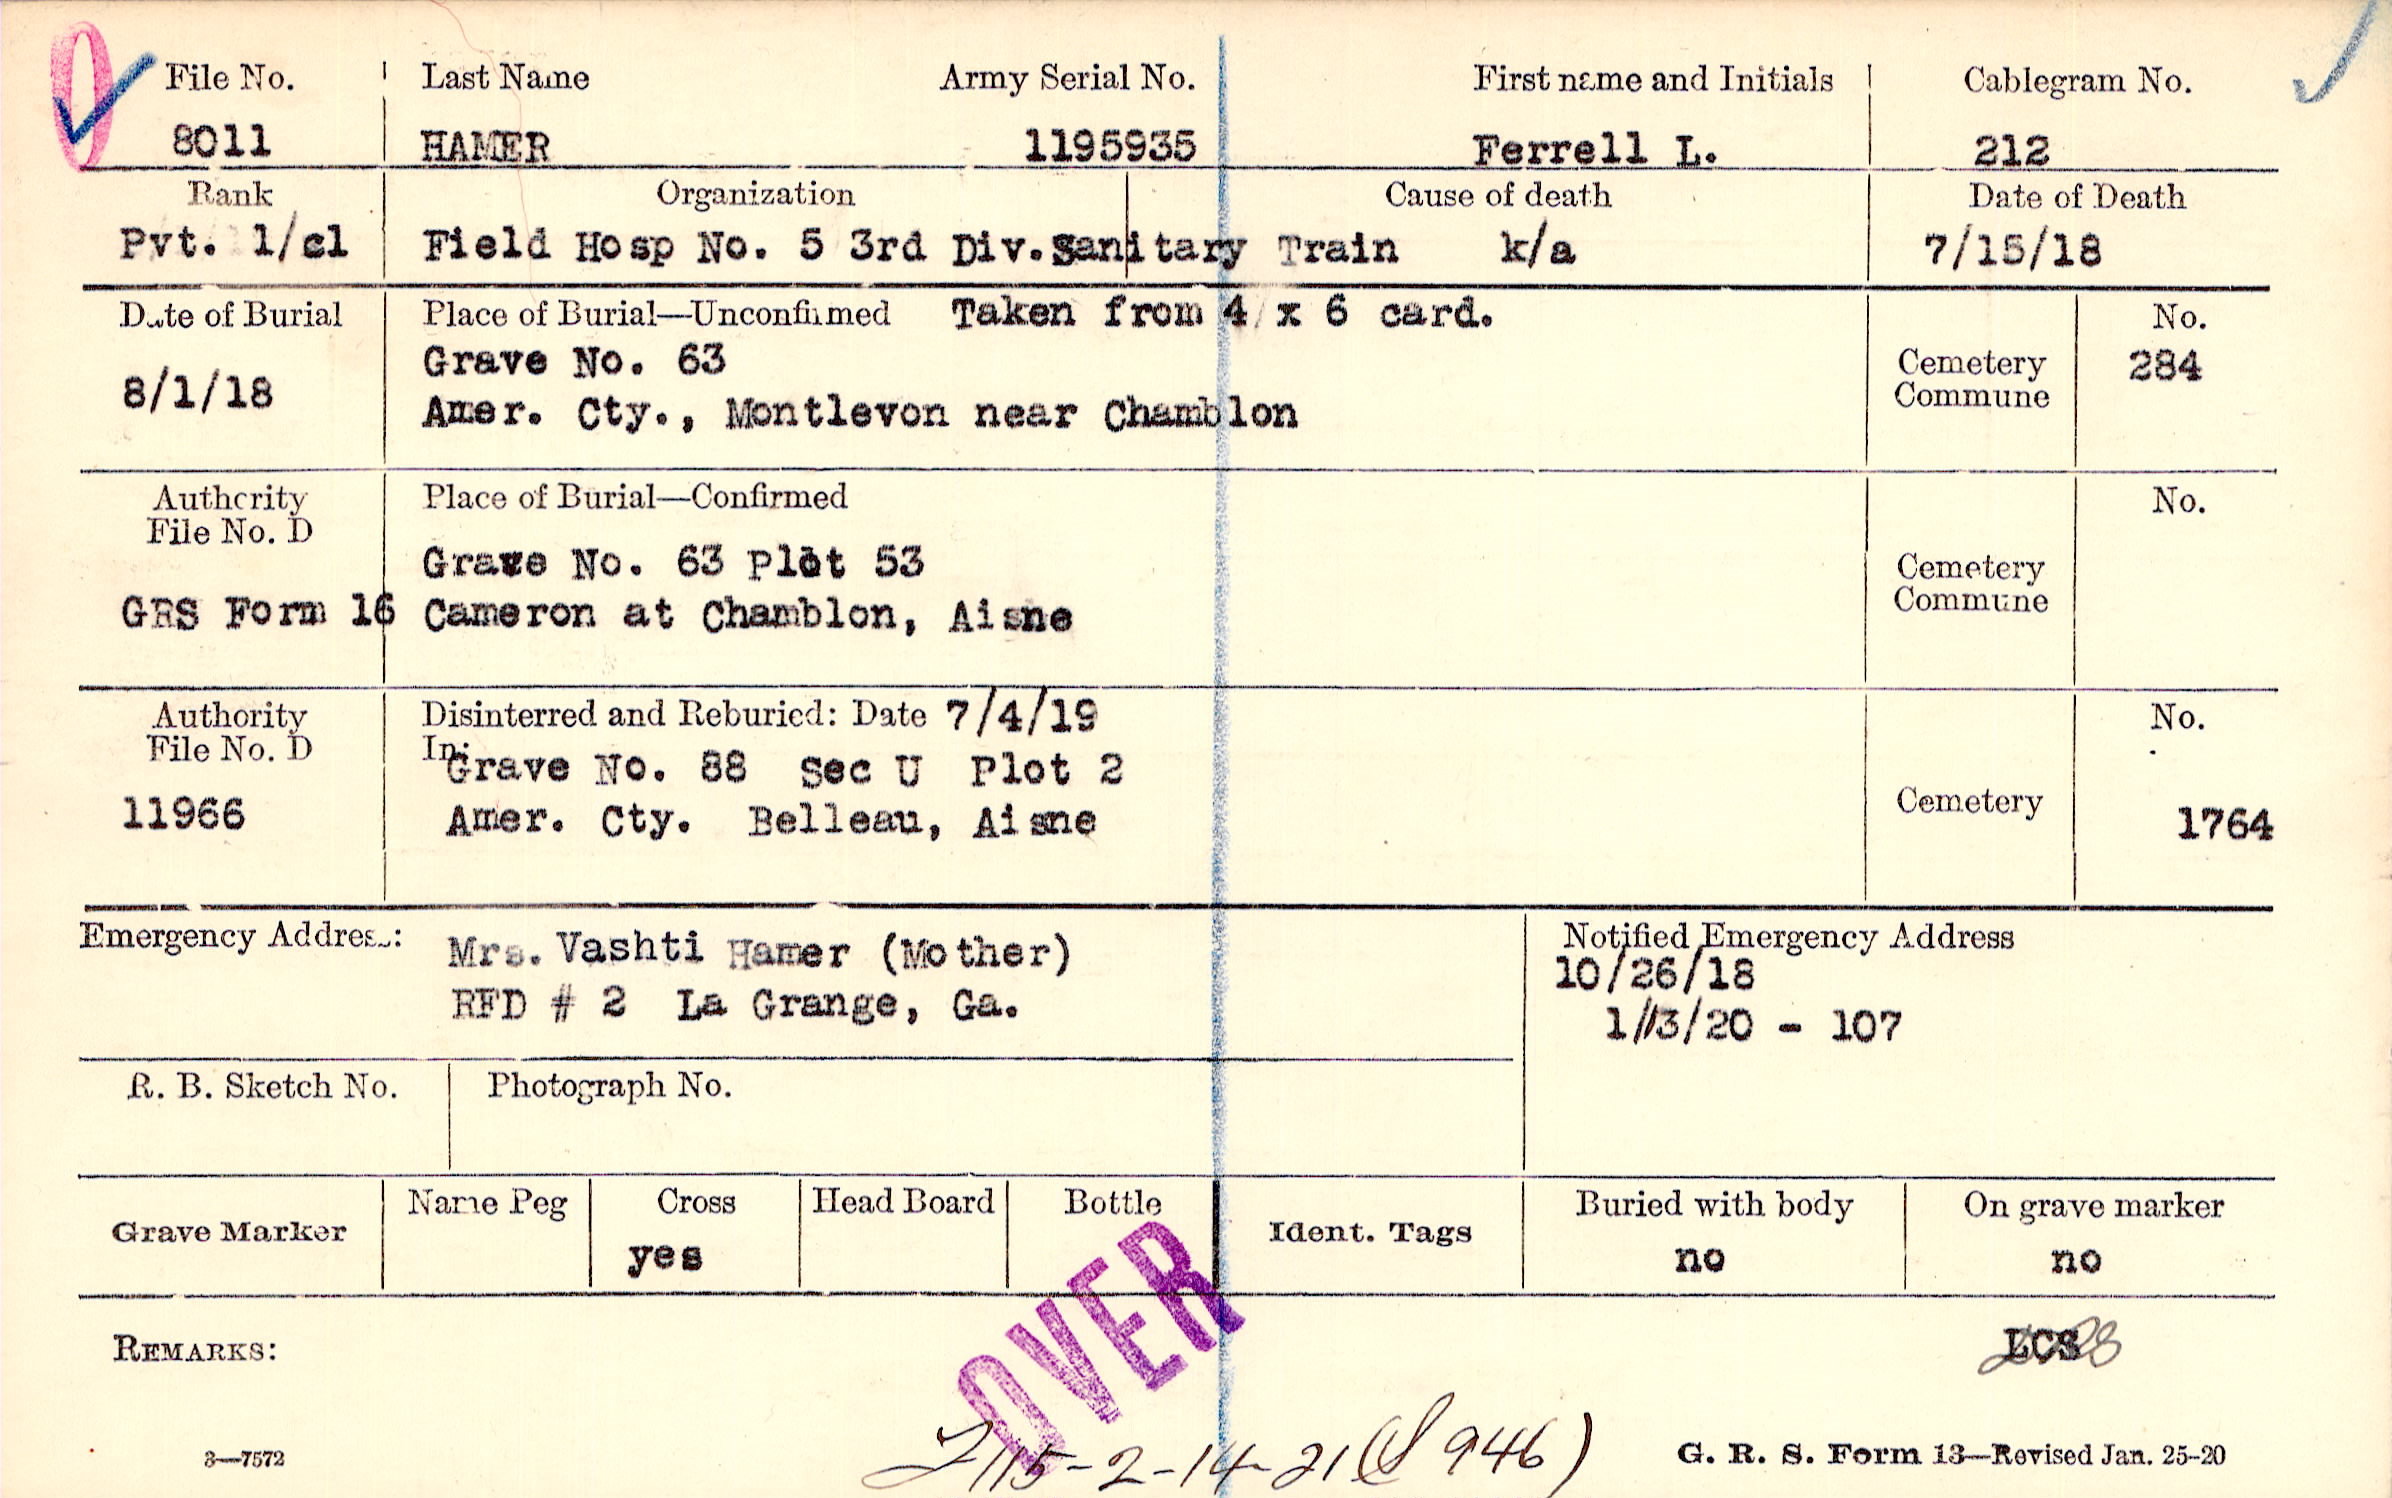 File No. Last Name Army Serial No. First name and Initials Cablegram No.
8011 HAMER 1195935 Ferrell L. 212
Rank Organization Cause of death Date of Death
Pvt. 1/cl Field Hosp No. 5 3rd Div. Sanitary Train k/a 7/15/18
Date of Burial Place of Burial—Unconfirmed Taken from 4 x 6 card. No.
Grave No. 63 Cemetery 284
8/1/18 Amer. Cty., Montlevon near Chamblon Commune
Authority Place of Burial—Confirmed No.
File No. D
Grave No. 63 Plot 53 Cemetery
GRS Form 16 Cameron at Chamblon, Aisne Commune
Authority Disinterred and Reburied: Date 7/4/19 No.
File No. D In:
Grave No. 88 Sec U Plot 2
11966 Amer. Cty. Belleau, Aisne Cemetery 1764
Emergency Address: Mrs. Vashti Hamer (Mother) Notified Emergency Address
10/26/18
RFD # 2 La Grange, Ga. 1/13/20 - 107
R. B. Sketch No. Photograph No.
Name Peg Cross Head Board Bottle Buried with body On grave marker
Grave Marker Ident. Tags
yes no no
OVER
REMARKS: LCS
115-2-14-21 ( 946)
3—7572 G. R. S. Form 13—Revised Jan. 25-20